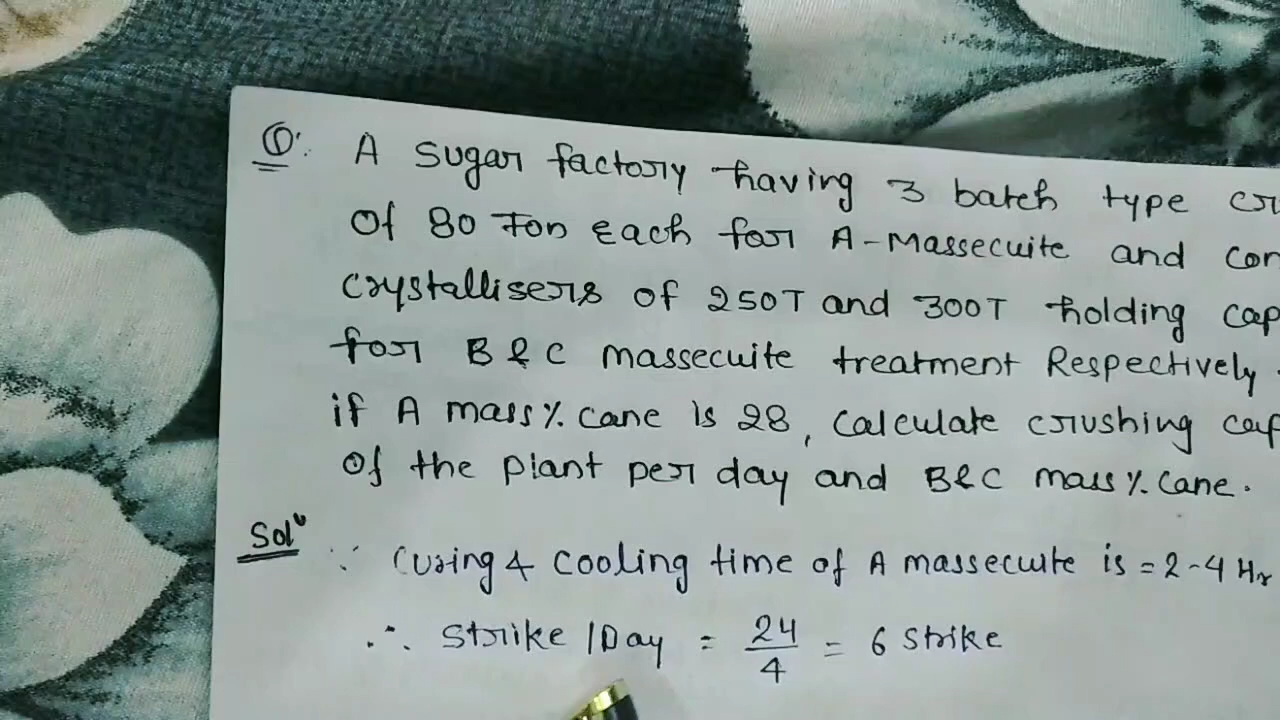 Q. A Sugar factory having 3 batch type
of 80 Ton Each for A-Massecuite and
Crystallisers of 250T and 300T holding
for B & C massecuite treatment Respectively.
if A mass % cane is 28, calculate crushing
Of the plant per day and B&C mass % cane.
Solⁿ
∵ Curing & cooling time of A massecuite is = 2-4 Hr
∴ Strike / Day = 24/4 = 6 Strike